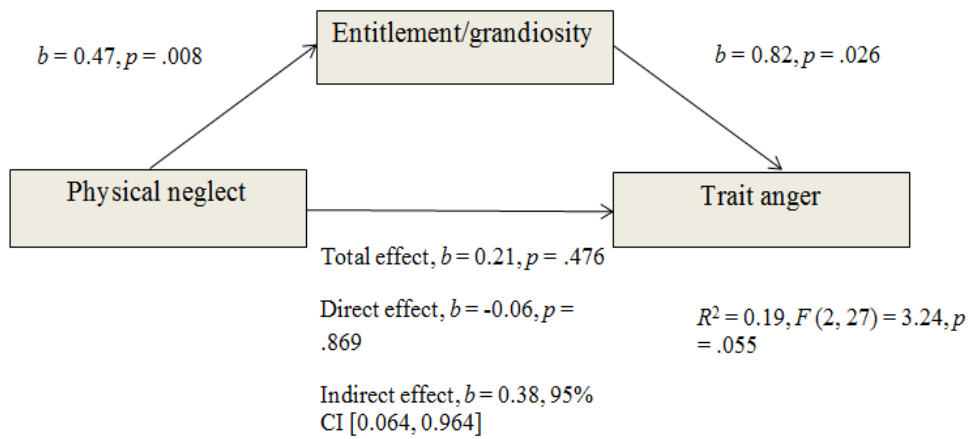 Entitlement/grandiosity
b = 0.47, p = .008
b = 0.82, p = .026
Physical neglect
Trait anger
Total effect, b = 0.21, p = .476
Direct effect, b = -0.06, p =
.869
Indirect effect, b = 0.38, 95%
CI [0.064, 0.964]
R² = 0.19, F (2, 27) = 3.24, p
= .055